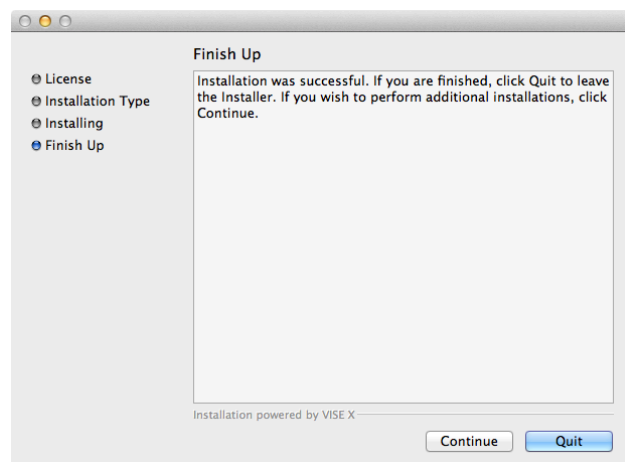 Finish Up
License
Installation Type
Installing
Finish Up
Installation was successful. If you are finished, click Quit to leave
the Installer. If you wish to perform additional installations, click
Continue.
Installation powered by VISE X
Continue
Quit